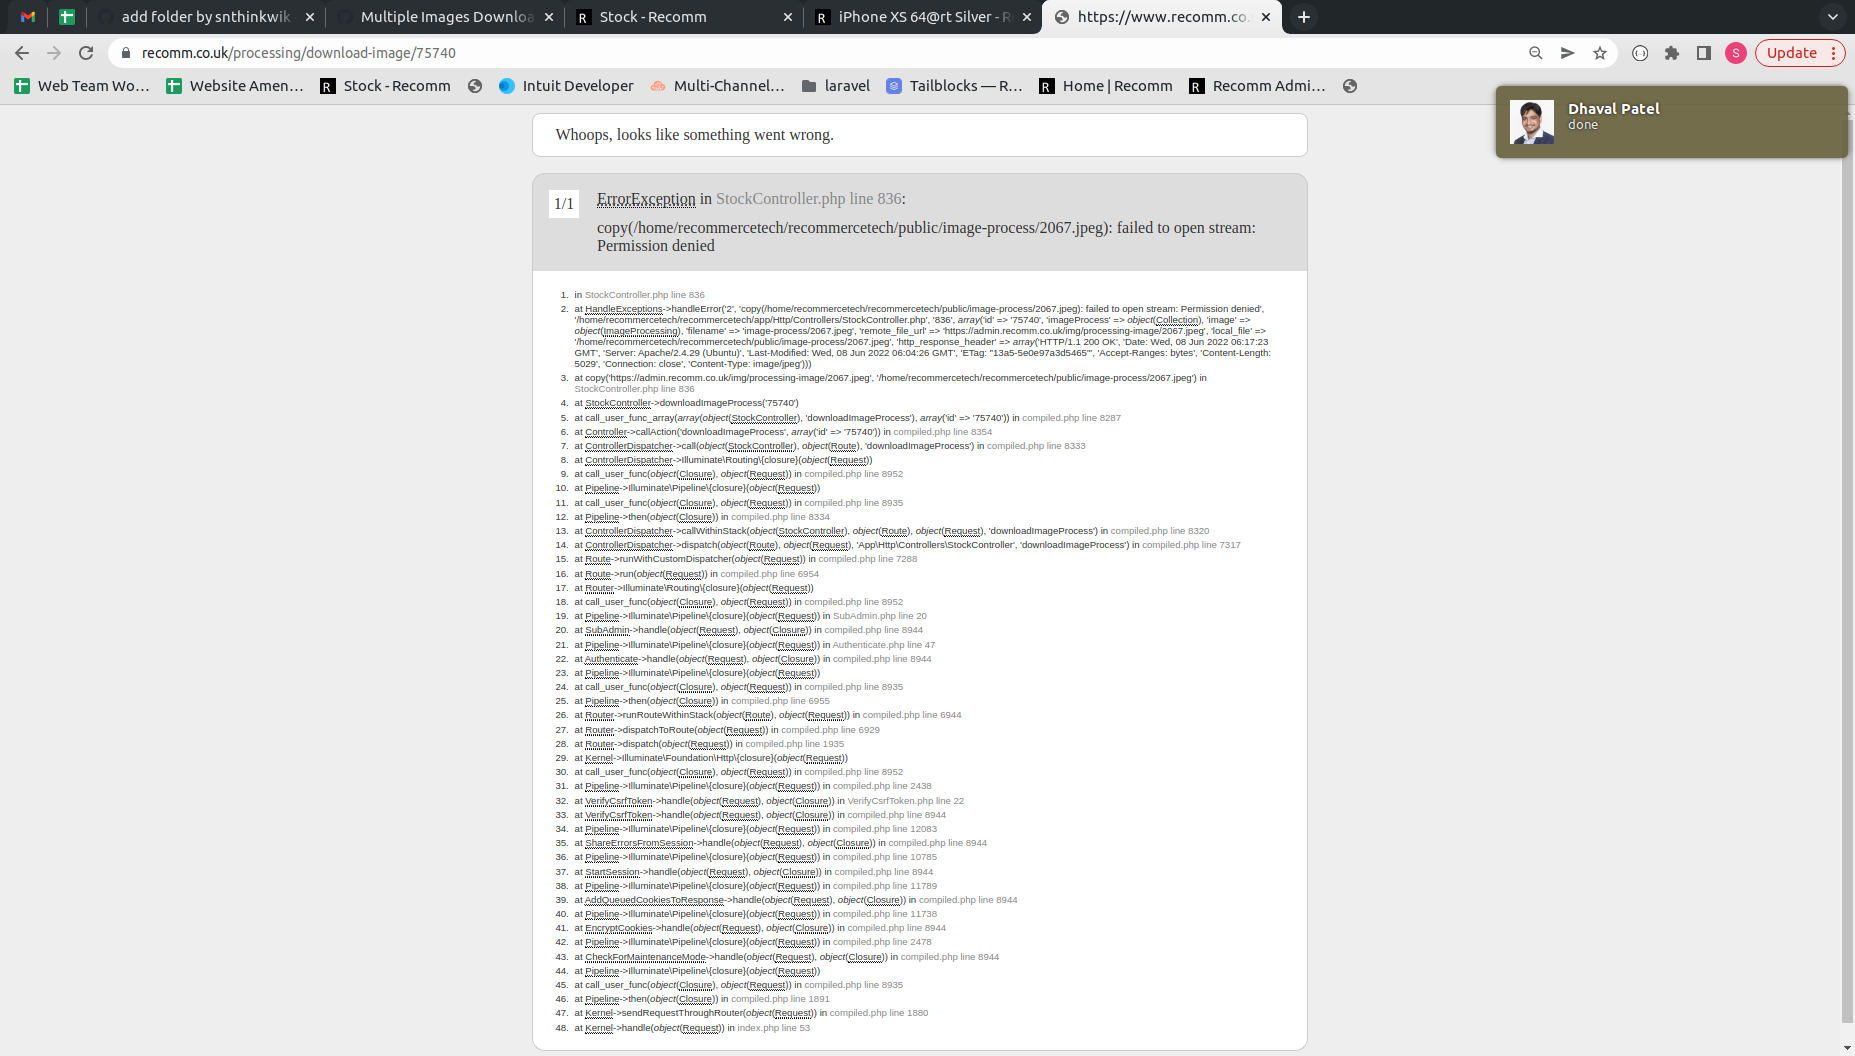 add folder by snthinkwik
Multiple Images Downloa
Stock - Recomm
iPhone XS 64@rt Silver - R
https://www.recomm.co.
recomm.co.uk/processing/download-image/75740
S
Update
Web Team Wo…
Website Amen…
Stock - Recomm
Intuit Developer
Multi-Channel…
laravel
Tailblocks — R…
Home | Recomm
Recomm Admi…
Dhaval Patel
done
Whoops, looks like something went wrong.
1/1
ErrorException in StockController.php line 836:
copy(/home/recommercetech/recommercetech/public/image-process/2067.jpeg): failed to open stream:
Permission denied
1. in StockController.php line 836
2. at HandleExceptions->handleError('2', 'copy(/home/recommercetech/recommercetech/public/image-process/2067.jpeg): failed to open stream: Permission denied',
'/home/recommercetech/recommercetech/app/Http/Controllers/StockController.php', '836', array('id' => '75740', 'imageProcess' => object(Collection), 'image' =>
object(ImageProcessing), 'filename' => 'image-process/2067.jpeg', 'remote_file_url' => 'https://admin.recomm.co.uk/img/processing-image/2067.jpeg', 'local_file' =>
'/home/recommercetech/recommercetech/public/image-process/2067.jpeg', 'http_response_header' => array('HTTP/1.1 200 OK', 'Date: Wed, 08 Jun 2022 06:17:23
GMT', 'Server: Apache/2.4.29 (Ubuntu)', 'Last-Modified: Wed, 08 Jun 2022 06:04:26 GMT', 'ETag: "13a5-5e0e97a3d5465"', 'Accept-Ranges: bytes', 'Content-Length:
5029', 'Connection: close', 'Content-Type: image/jpeg')))
3. at copy('https://admin.recomm.co.uk/img/processing-image/2067.jpeg', '/home/recommercetech/recommercetech/public/image-process/2067.jpeg') in
StockController.php line 836
4. at StockController->downloadImageProcess('75740')
5. at call_user_func_array(array(object(StockController), 'downloadImageProcess'), array('id' => '75740')) in compiled.php line 8287
6. at Controller->callAction('downloadImageProcess', array('id' => '75740')) in compiled.php line 8354
7. at ControllerDispatcher->call(object(StockController), object(Route), 'downloadImageProcess') in compiled.php line 8333
8. at ControllerDispatcher->Illuminate\Routing\{closure}(object(Request))
9. at call_user_func(object(Closure), object(Request)) in compiled.php line 8952
10. at Pipeline->Illuminate\Pipeline\{closure}(object(Request))
11. at call_user_func(object(Closure), object(Request)) in compiled.php line 8935
12. at Pipeline->then(object(Closure)) in compiled.php line 8334
13. at ControllerDispatcher->callWithinStack(object(StockController), object(Route), object(Request), 'downloadImageProcess') in compiled.php line 8320
14. at ControllerDispatcher->dispatch(object(Route), object(Request), 'App\Http\Controllers\StockController', 'downloadImageProcess') in compiled.php line 7317
15. at Route->runWithCustomDispatcher(object(Request)) in compiled.php line 7288
16. at Route->run(object(Request)) in compiled.php line 6954
17. at Router->Illuminate\Routing\{closure}(object(Request))
18. at call_user_func(object(Closure), object(Request)) in compiled.php line 8952
19. at Pipeline->Illuminate\Pipeline\{closure}(object(Request)) in SubAdmin.php line 20
20. at SubAdmin->handle(object(Request), object(Closure)) in compiled.php line 8944
21. at Pipeline->Illuminate\Pipeline\{closure}(object(Request)) in Authenticate.php line 47
22. at Authenticate->handle(object(Request), object(Closure)) in compiled.php line 8944
23. at Pipeline->Illuminate\Pipeline\{closure}(object(Request))
24. at call_user_func(object(Closure), object(Request)) in compiled.php line 8935
25. at Pipeline->then(object(Closure)) in compiled.php line 6955
26. at Router->runRouteWithinStack(object(Route), object(Request)) in compiled.php line 6944
27. at Router->dispatchToRoute(object(Request)) in compiled.php line 6929
28. at Router->dispatch(object(Request)) in compiled.php line 1935
29. at Kernel->Illuminate\Foundation\Http\{closure}(object(Request))
30. at call_user_func(object(Closure), object(Request)) in compiled.php line 8952
31. at Pipeline->Illuminate\Pipeline\{closure}(object(Request)) in compiled.php line 2438
32. at VerifyCsrfToken->handle(object(Request), object(Closure)) in VerifyCsrfToken.php line 22
33. at VerifyCsrfToken->handle(object(Request), object(Closure)) in compiled.php line 8944
34. at Pipeline->Illuminate\Pipeline\{closure}(object(Request)) in compiled.php line 12083
35. at ShareErrorsFromSession->handle(object(Request), object(Closure)) in compiled.php line 8944
36. at Pipeline->Illuminate\Pipeline\{closure}(object(Request)) in compiled.php line 10785
37. at StartSession->handle(object(Request), object(Closure)) in compiled.php line 8944
38. at Pipeline->Illuminate\Pipeline\{closure}(object(Request)) in compiled.php line 11789
39. at AddQueuedCookiesToResponse->handle(object(Request), object(Closure)) in compiled.php line 8944
40. at Pipeline->Illuminate\Pipeline\{closure}(object(Request)) in compiled.php line 11738
41. at EncryptCookies->handle(object(Request), object(Closure)) in compiled.php line 8944
42. at Pipeline->Illuminate\Pipeline\{closure}(object(Request)) in compiled.php line 2478
43. at CheckForMaintenanceMode->handle(object(Request), object(Closure)) in compiled.php line 8944
44. at Pipeline->Illuminate\Pipeline\{closure}(object(Request))
45. at call_user_func(object(Closure), object(Request)) in compiled.php line 8935
46. at Pipeline->then(object(Closure)) in compiled.php line 1891
47. at Kernel->sendRequestThroughRouter(object(Request)) in compiled.php line 1880
48. at Kernel->handle(object(Request)) in index.php line 53